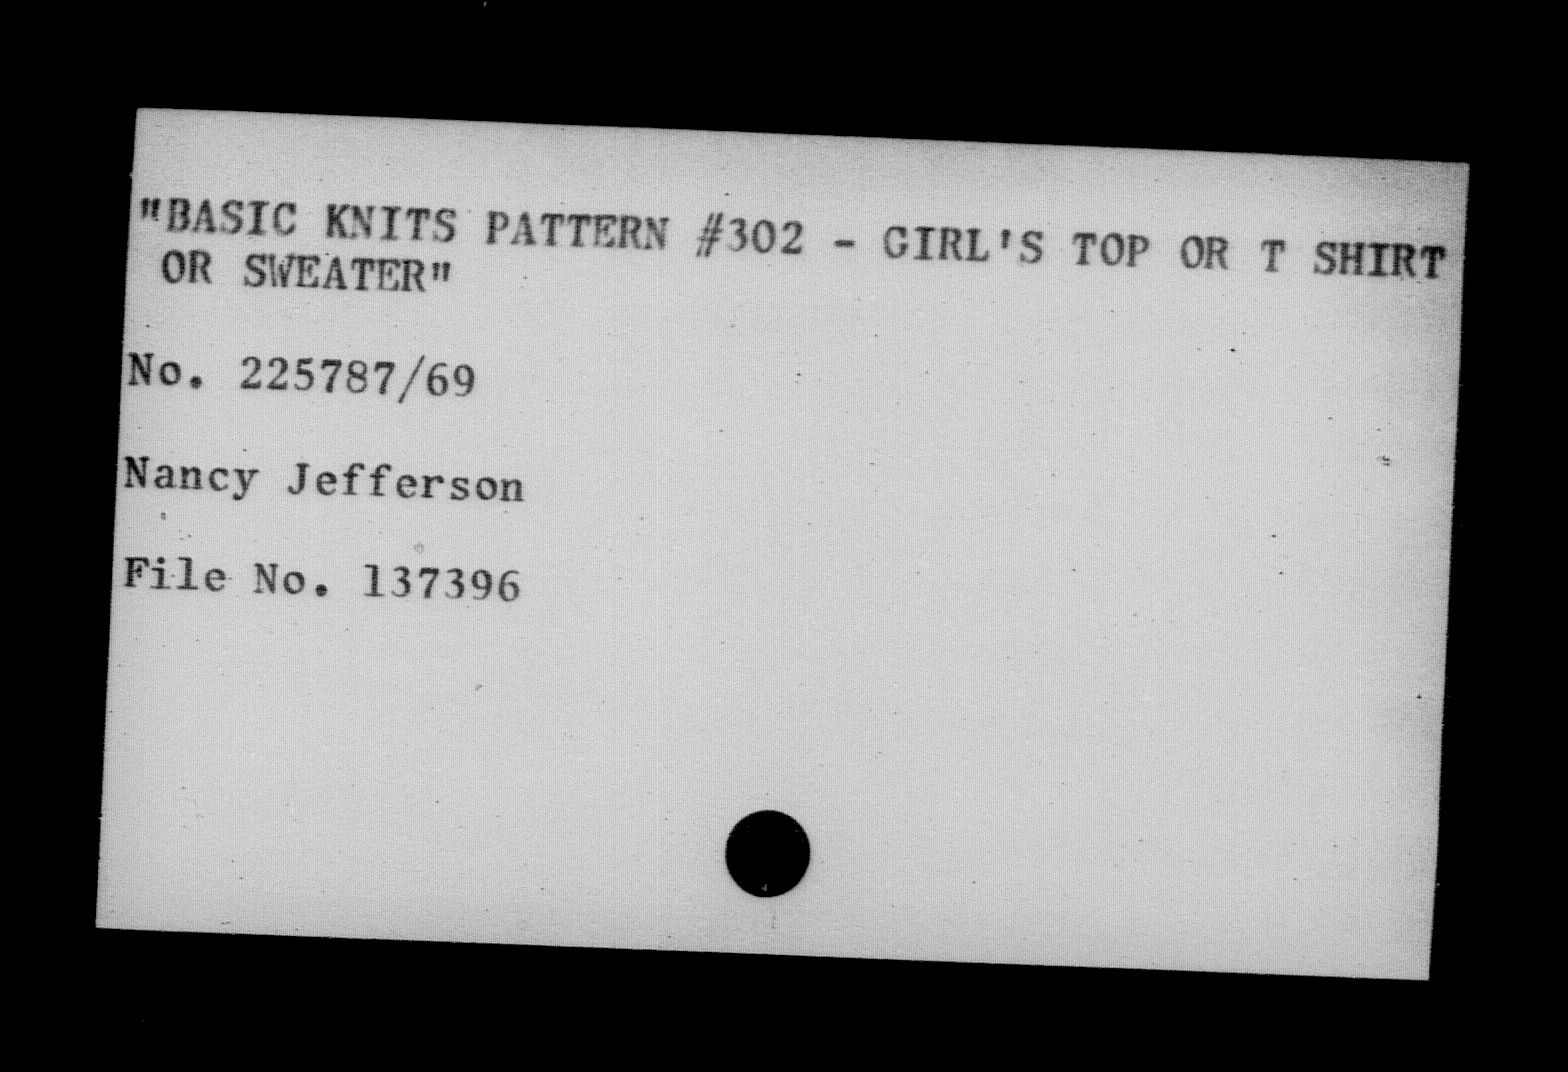 "BASIC KNITS PATTERN #302 - GIRL'S TOP OR T SHIRT
OR SWEATER"
No. 225787/69
Nancy Jefferson
File No. 137396